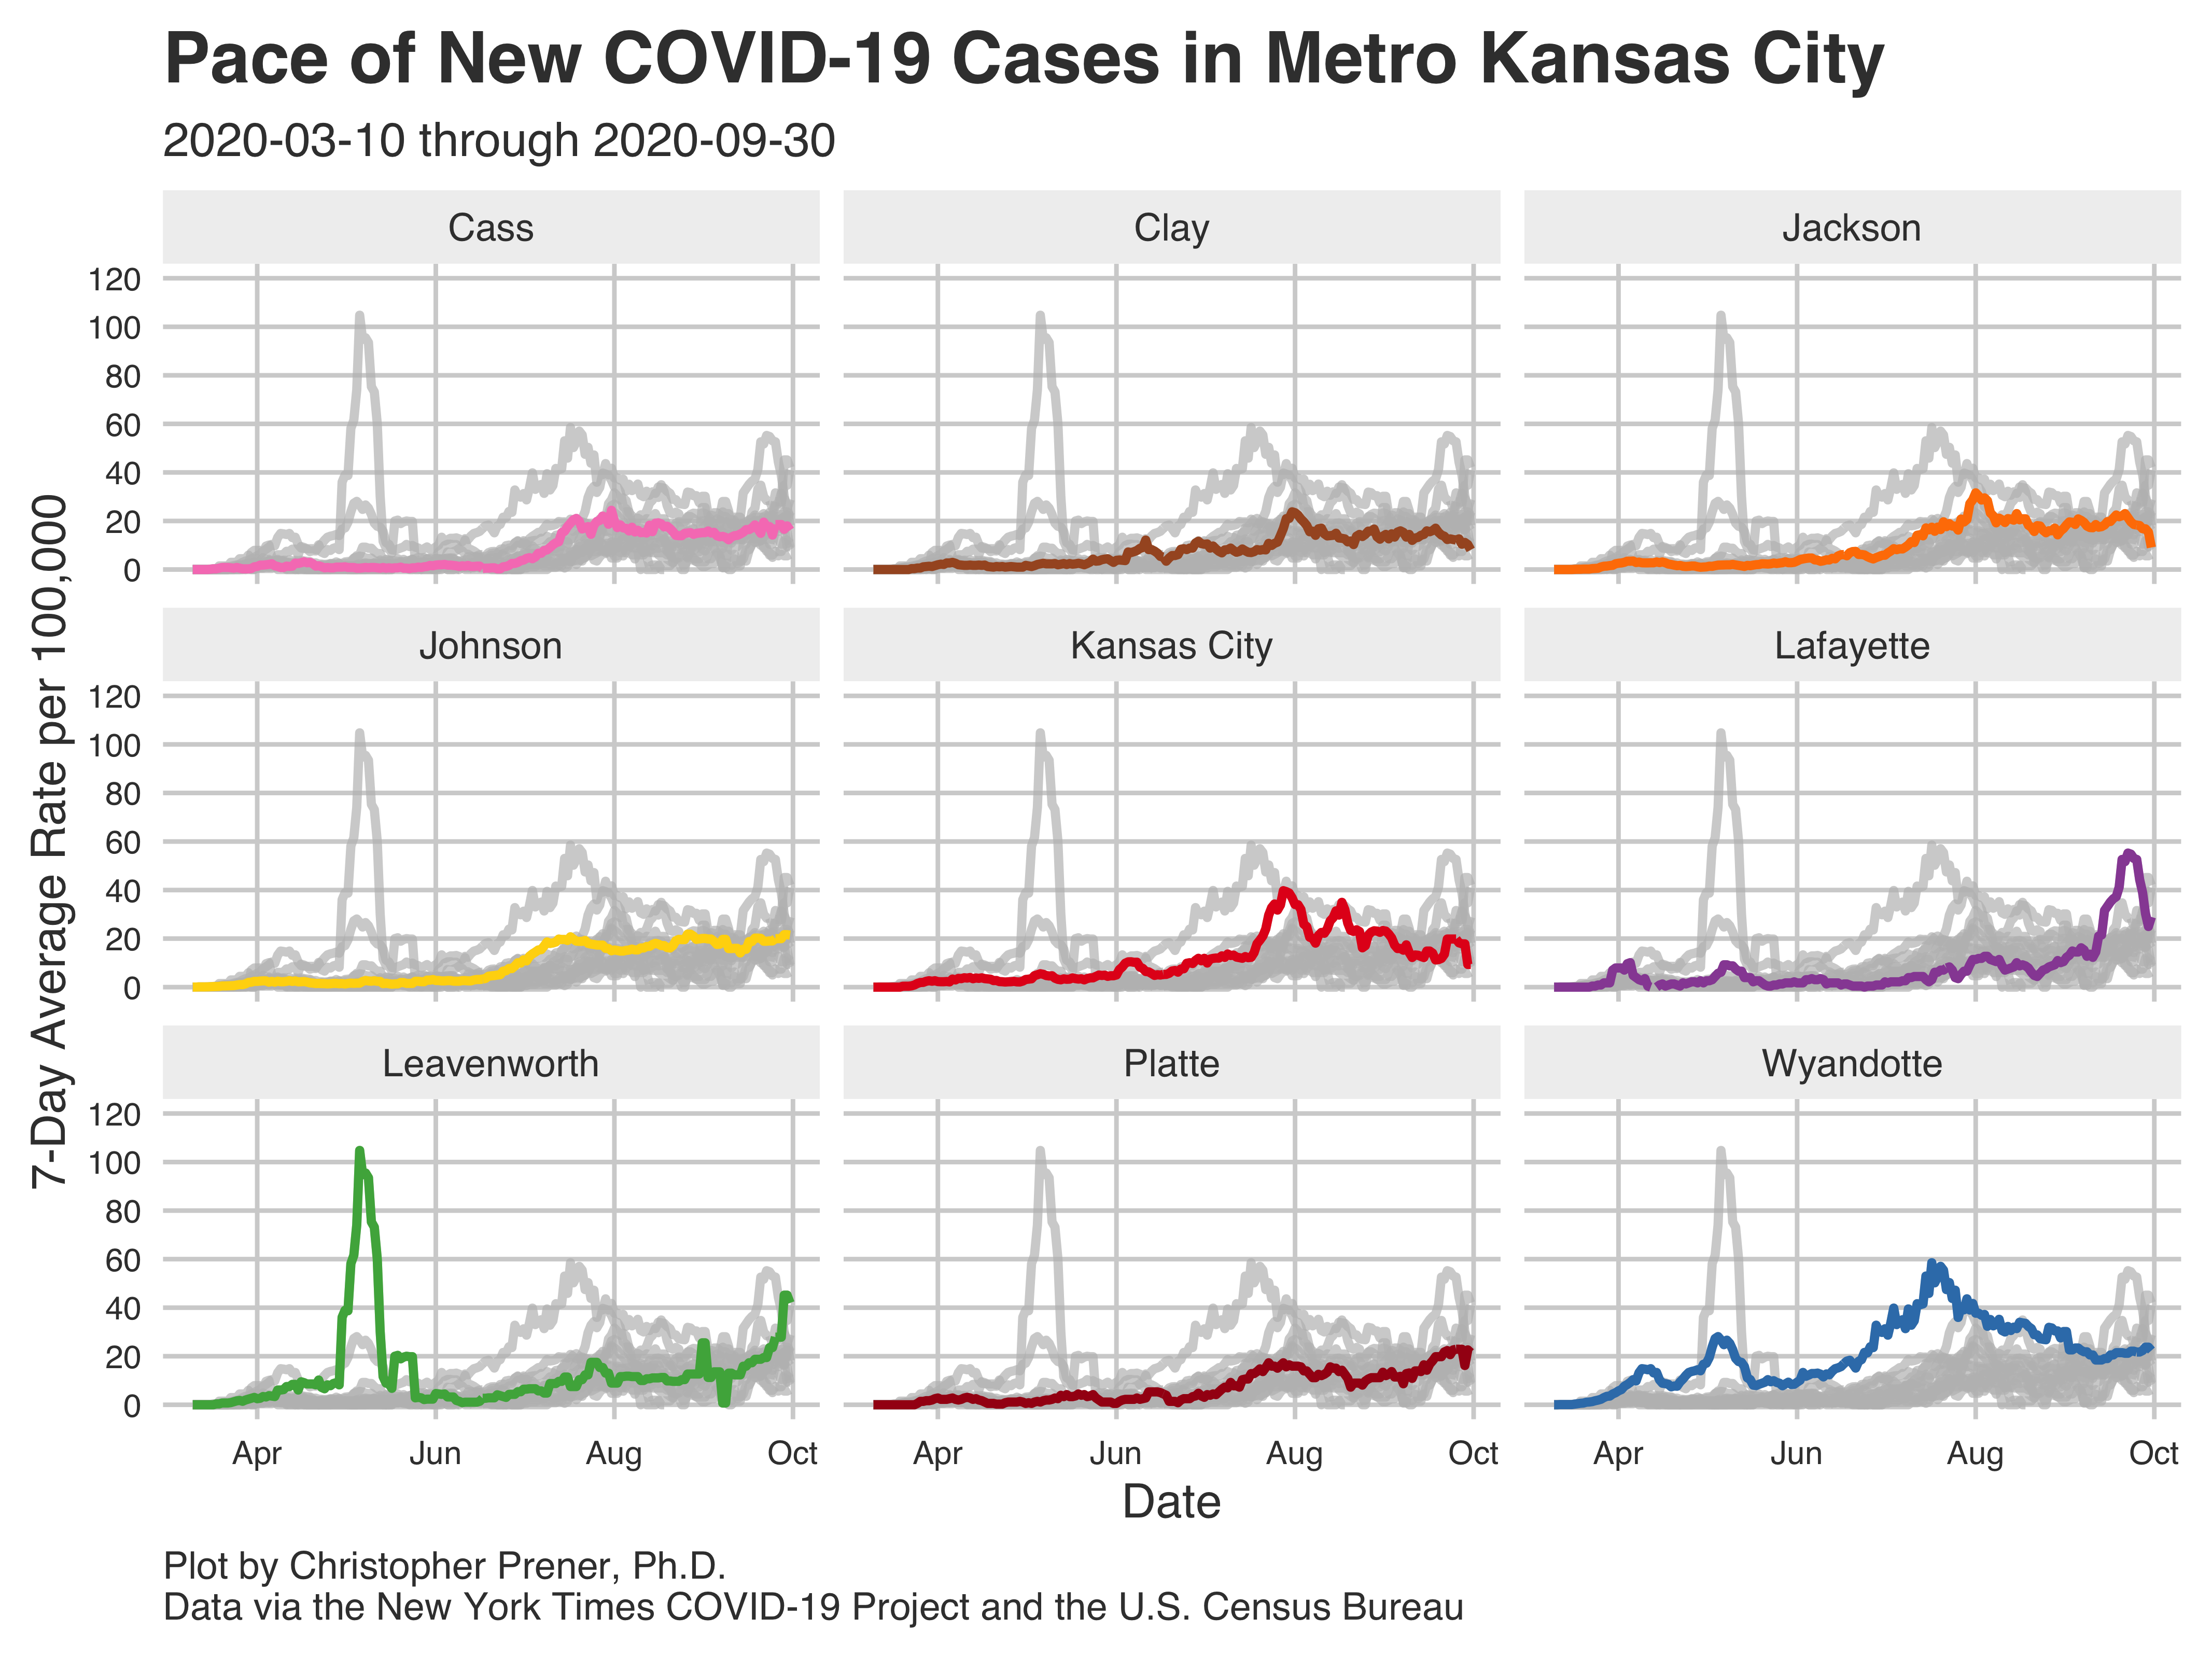 Pace of New COVID-19 Cases in Metro Kansas City
2020-03-10 through 2020-09-30
7-Day Average Rate per 100,000
Cass
Clay
Jackson
120
100
80
60
40
20
0
Johnson
Kansas City
Lafayette
120
100
80
60
40
20
0
Leavenworth
Platte
Wyandotte
120
100
80
60
40
20
0
Apr Jun Aug Oct
Apr Jun Aug Oct
Apr Jun Aug Oct
Date
Plot by Christopher Prener, Ph.D.
Data via the New York Times COVID-19 Project and the U.S. Census Bureau